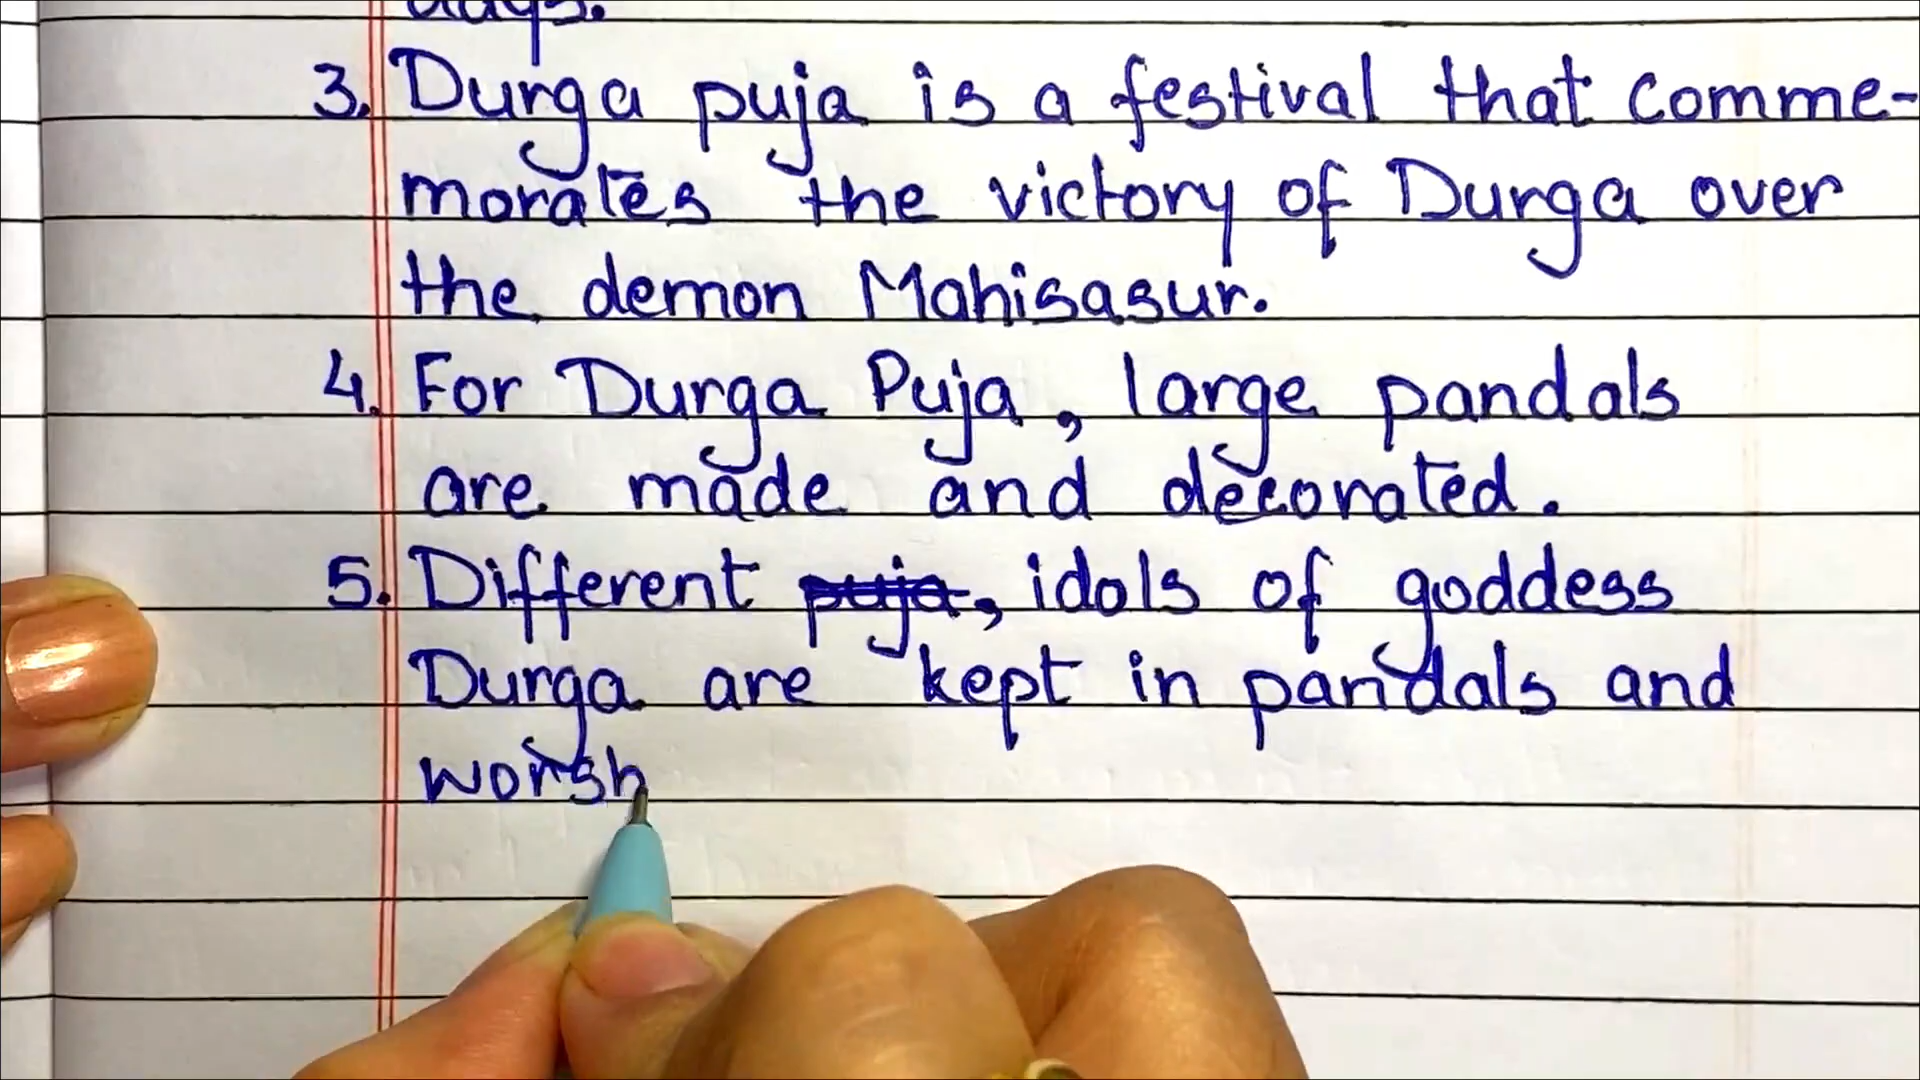 days.
3. Durga puja is a festival that comme-
morates the victory of Durga over
the demon Mahisasur.
4. For Durga Puja, large pandals
are made and decorated.
5. Different puja, idols of goddess
Durga are kept in pandals and
worsh